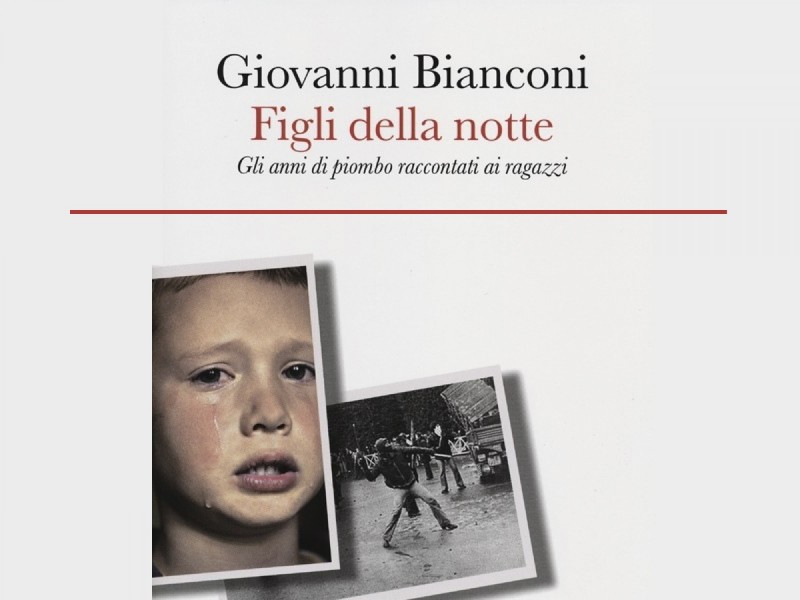 Giovanni Bianconi
Figli della notte
Gli anni di piombo raccontati ai ragazzi